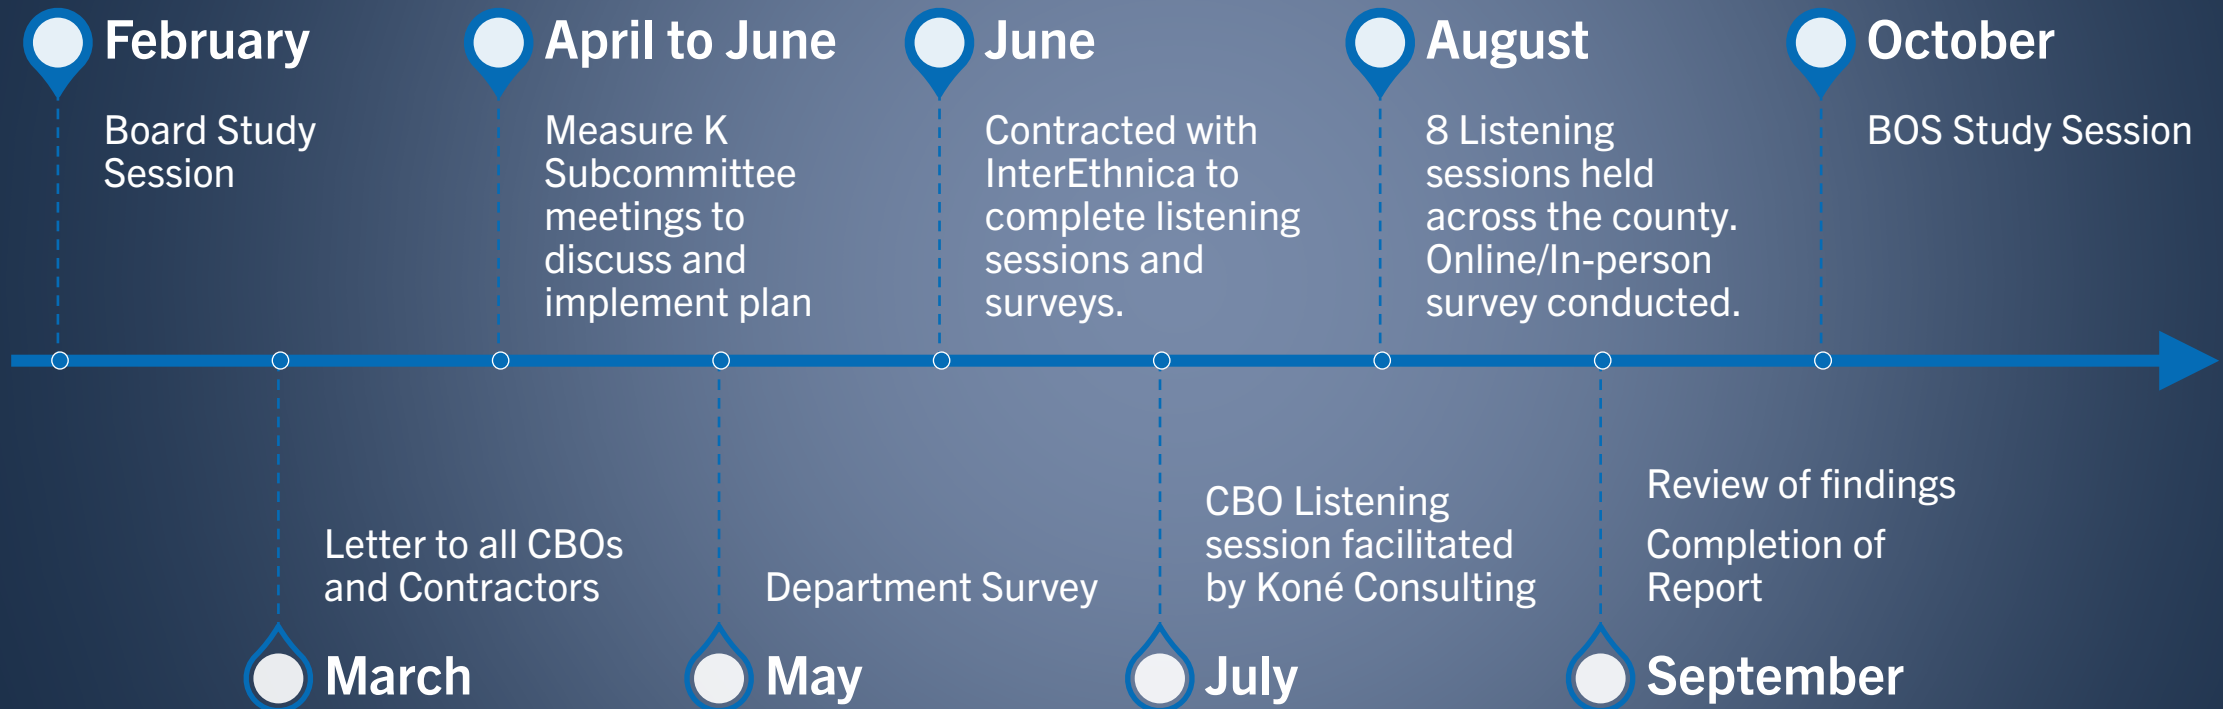 February
Board Study
Session
April to June
Measure K
Subcommittee
meetings to
discuss and
implement plan
June
Contracted with
InterEthnica to
complete listening
sessions and
surveys.
August
8 Listening
sessions held
across the county.
Online/In-person
survey conducted.
October
BOS Study Session
Letter to all CBOs
and Contractors
March
Department Survey
May
CBO Listening
session facilitated
by Koné Consulting
July
Review of findings
Completion of
Report
September